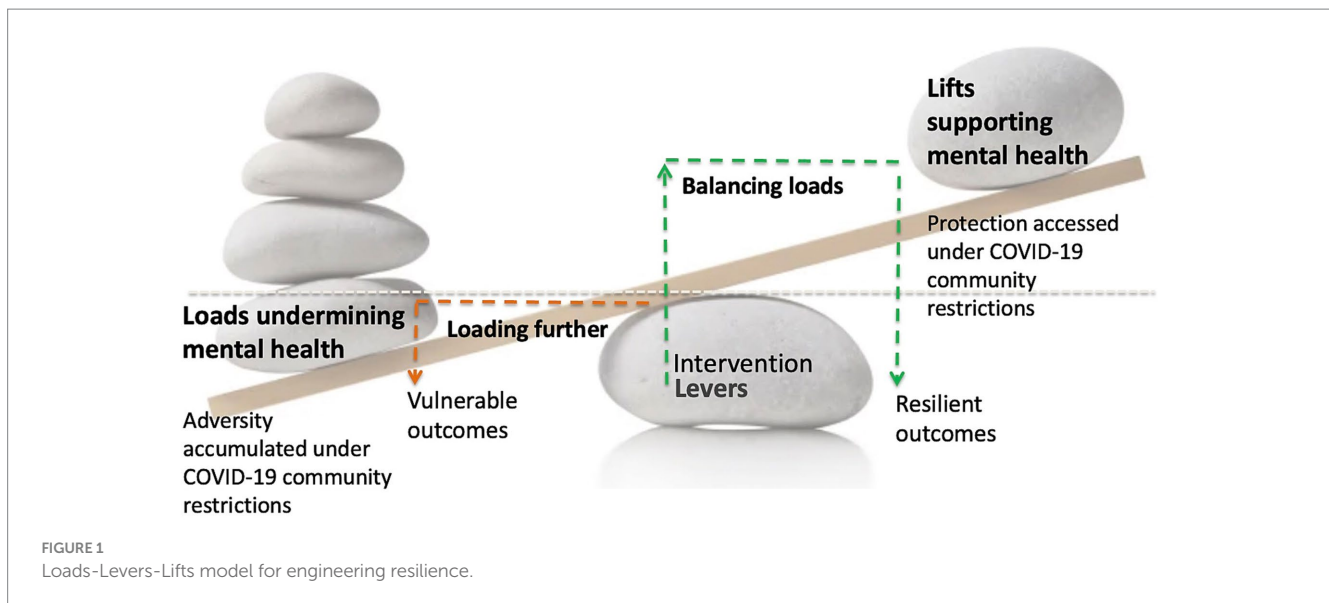 Lifts
supporting
mental health
Balancing loads
Protection accessed
under COVID-19
community
restrictions
Loads undermining
mental health
Loading further
Intervention
Levers
Vulnerable
outcomes
Resilient
outcomes
Adversity
accumulated under
COVID-19 community
restrictions
FIGURE 1
Loads-Levers-Lifts model for engineering resilience.